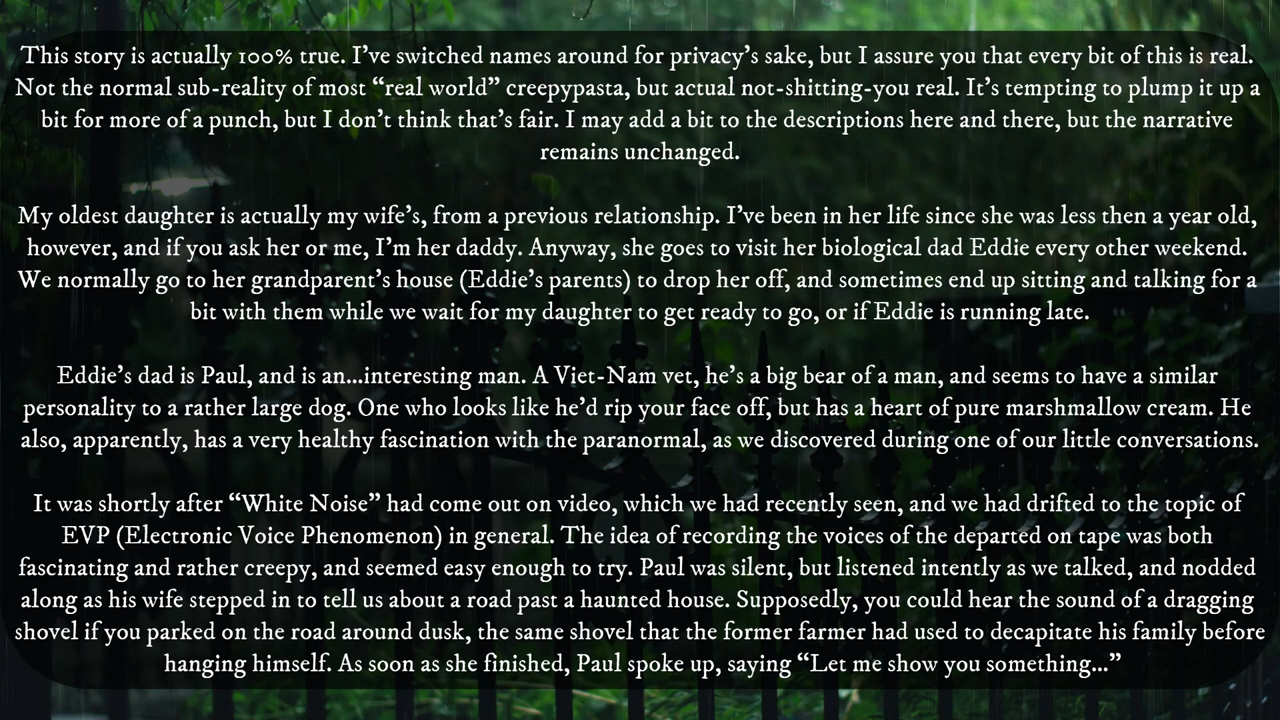 This story is actually 100% true. I've switched names around for privacy's sake, but I assure you that every bit of this is real.
Not the normal sub-reality of most “real world” creepypasta, but actual not-shitting-you real. It's tempting to plump it up a
bit for more of a punch, but I don't think that's fair. I may add a bit to the descriptions here and there, but the narrative
remains unchanged.
My oldest daughter is actually my wife's, from a previous relationship. I've been in her life since she was less then a year old,
however, and if you ask her or me, I'm her daddy. Anyway, she goes to visit her biological dad Eddie every other weekend.
We normally go to her grandparent's house (Eddie's parents) to drop her off, and sometimes end up sitting and talking for a
bit with them while we wait for my daughter to get ready to go, or if Eddie is running late.
Eddie's dad is Paul, and is an...interesting man. A Viet-Nam vet, he's a big bear of a man, and seems to have a similar
personality to a rather large dog. One who looks like he'd rip your face off, but has a heart of pure marshmallow cream. He
also, apparently, has a very healthy fascination with the paranormal, as we discovered during one of our little conversations.
It was shortly after “White Noise” had come out on video, which we had recently seen, and we had drifted to the topic of
EVP (Electronic Voice Phenomenon) in general. The idea of recording the voices of the departed on tape was both
fascinating and rather creepy, and seemed easy enough to try. Paul was silent, but listened intently as we talked, and nodded
along as his wife stepped in to tell us about a road past a haunted house. Supposedly, you could hear the sound of a dragging
shovel if you parked on the road around dusk, the same shovel that the former farmer had used to decapitate his family before
hanging himself. As soon as she finished, Paul spoke up, saying “Let me show you something...”